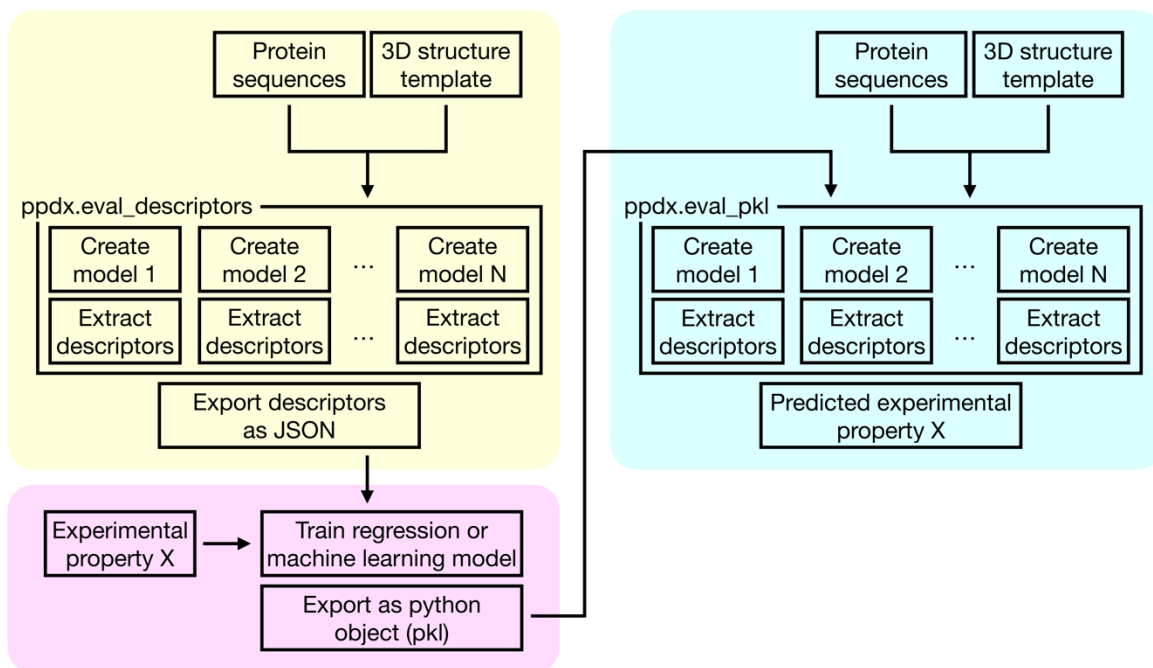 Protein
sequences
3D structure
template
ppdx.eval_descriptors
Create
model 1
Create
model 2
...
Create
model N
Extract
descriptors
Extract
descriptors
...
Extract
descriptors
Export descriptors
as JSON
Experimental
property X
Train regression or
machine learning model
Export as python
object (pkl)
Protein
sequences
3D structure
template
ppdx.eval_pkl
Create
model 1
Create
model 2
...
Create
model N
Extract
descriptors
Extract
descriptors
...
Extract
descriptors
Predicted experimental
property X